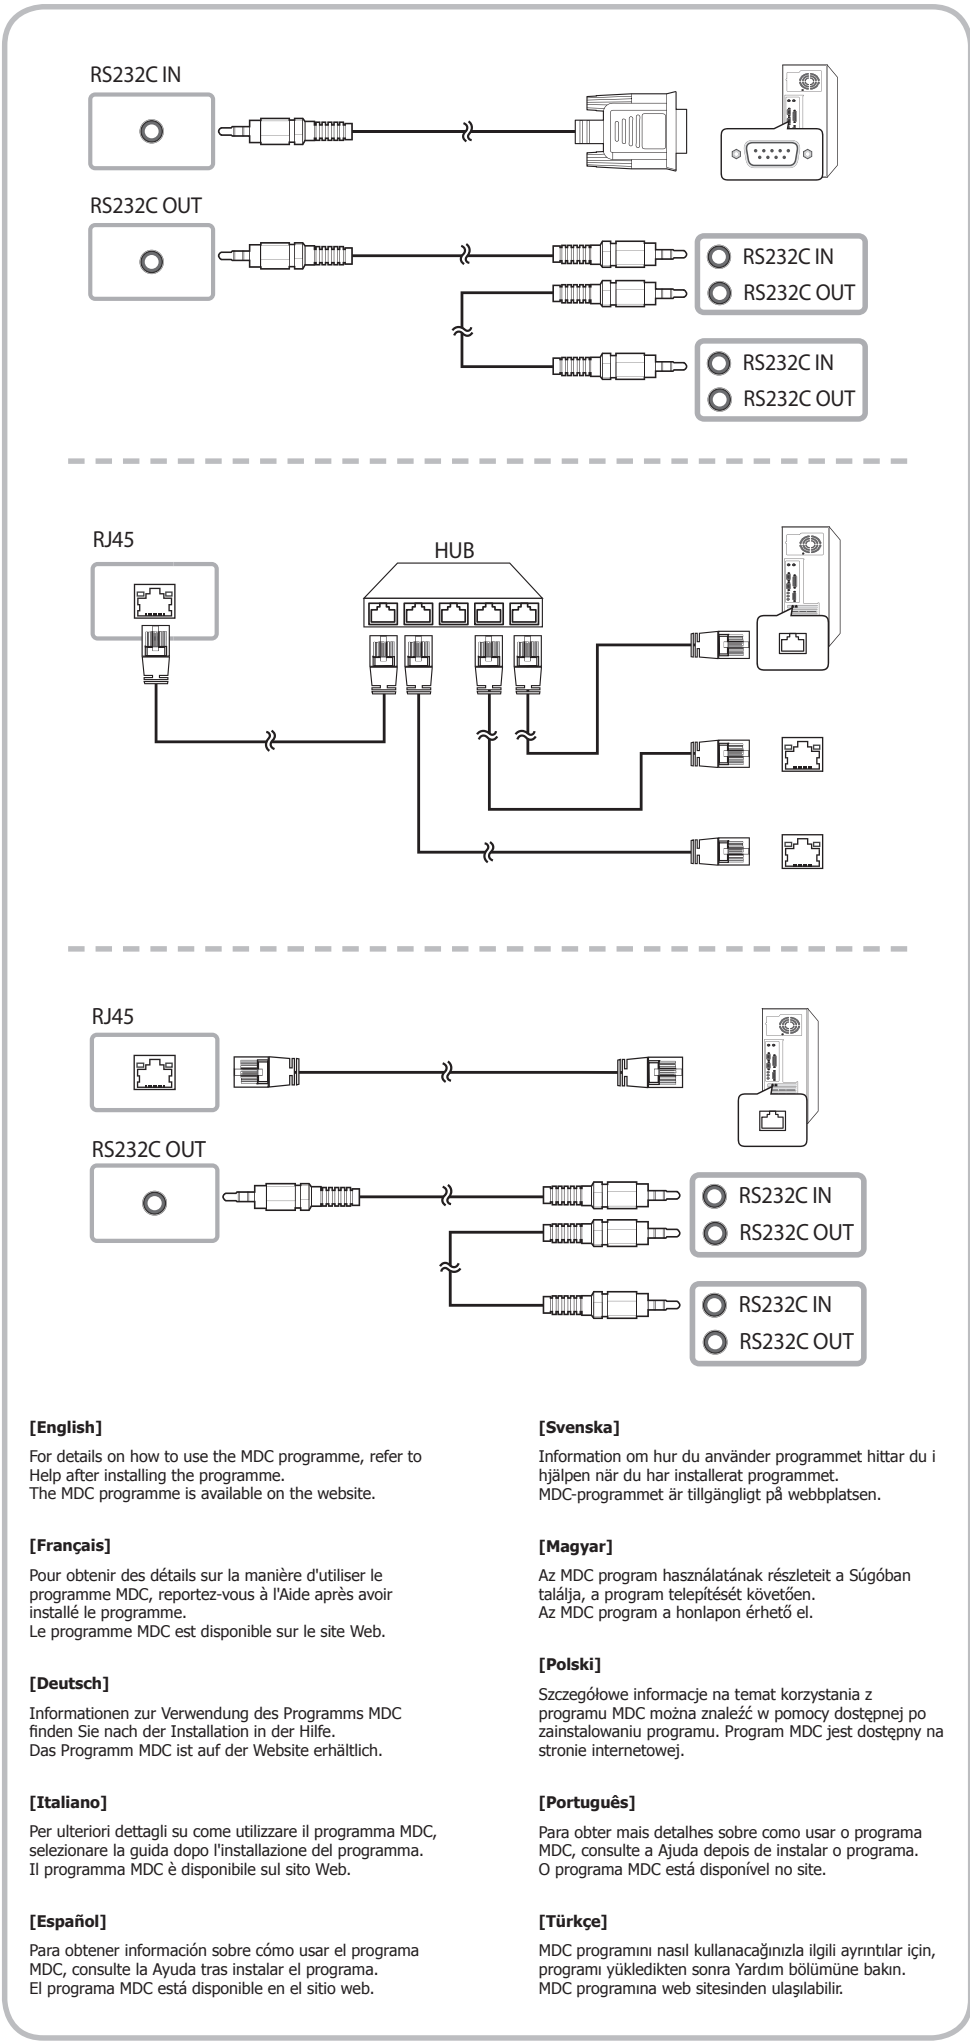 RS232C IN
RS232C OUT
RS232C IN
RS232C OUT
RS232C IN
RS232C OUT
RJ45
HUB
RJ45
RS232C OUT
RS232C IN
RS232C OUT
RS232C IN
RS232C OUT
[English]
For details on how to use the MDC programme, refer to
Help after installing the programme.
The MDC programme is available on the website.
[Français]
Pour obtenir des détails sur la manière d'utiliser le
programme MDC, reportez-vous à l'Aide après avoir
installé le programme.
Le programme MDC est disponible sur le site Web.
[Deutsch]
Informationen zur Verwendung des Programms MDC
finden Sie nach der Installation in der Hilfe.
Das Programm MDC ist auf der Website erhältlich.
[Italiano]
Per ulteriori dettagli su come utilizzare il programma MDC,
selezionare la guida dopo l'installazione del programma.
Il programma MDC è disponibile sul sito Web.
[Español]
Para obtener información sobre cómo usar el programa
MDC, consulte la Ayuda tras instalar el programa.
El programa MDC está disponible en el sitio web.
[Svenska]
Information om hur du använder programmet hittar du i
hjälpen när du har installerat programmet.
MDC-programmet är tillgängligt på webbplatsen.
[Magyar]
Az MDC program használatának részleteit a Súgóban
találja, a program telepítését követően.
Az MDC program a honlapon érhető el.
[Polski]
Szczegółowe informacje na temat korzystania z
programu MDC można znaleźć w pomocy dostępnej po
zainstalowaniu programu. Program MDC jest dostępny na
stronie internetowej.
[Português]
Para obter mais detalhes sobre como usar o programa
MDC, consulte a Ajuda depois de instalar o programa.
O programa MDC está disponível no site.
[Türkçe]
MDC programını nasıl kullanacağınızla ilgili ayrıntılar için,
programı yükledikten sonra Yardım bölümüne bakın.
MDC programına web sitesinden ulaşılabilir.